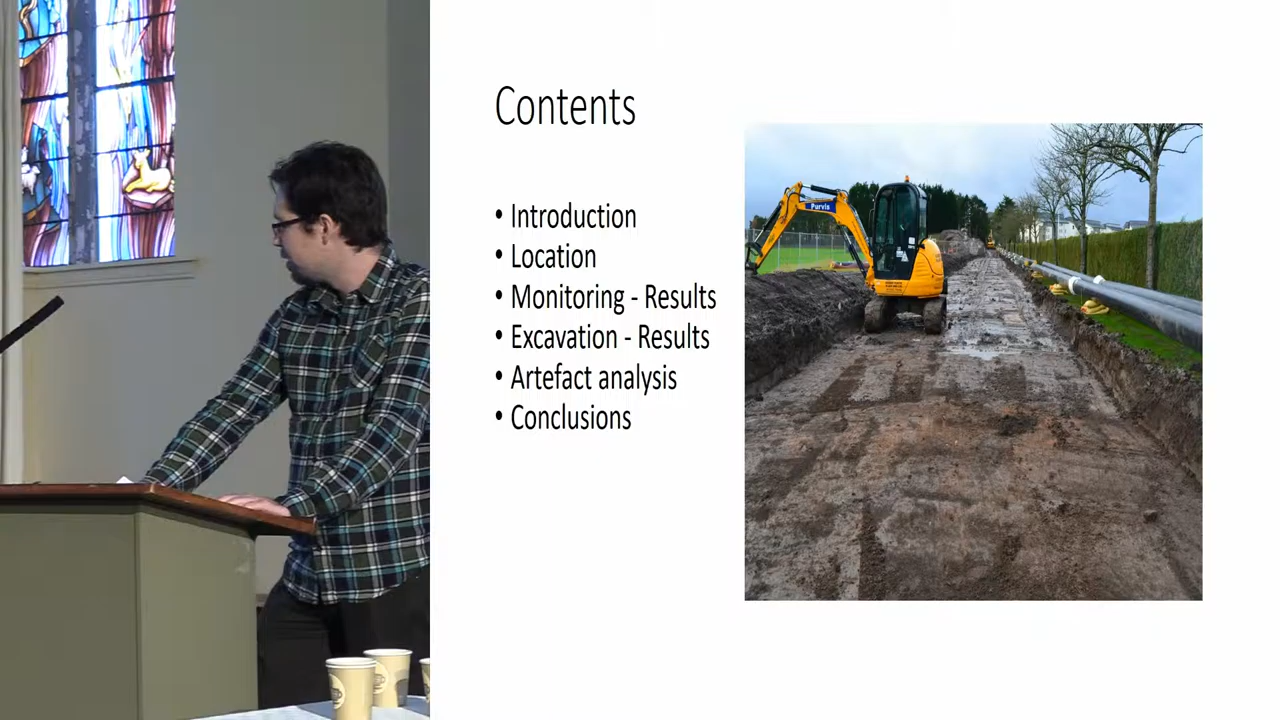 Contents
• Introduction
• Location
• Monitoring - Results
• Excavation - Results
• Artefact analysis
• Conclusions
Purvis